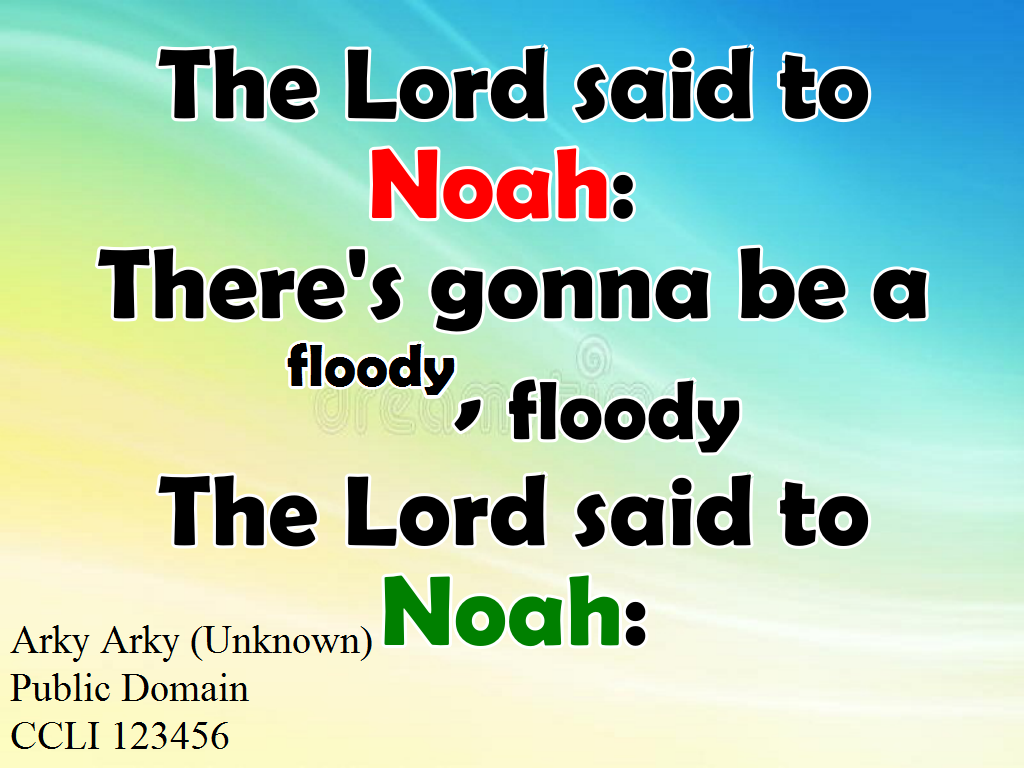 The Lord said to
Noah:
There's gonna be a
floody, floody
The Lord said to
Noah:
Arky Arky (Unknown)
Public Domain
CCLI 123456
dreamstime